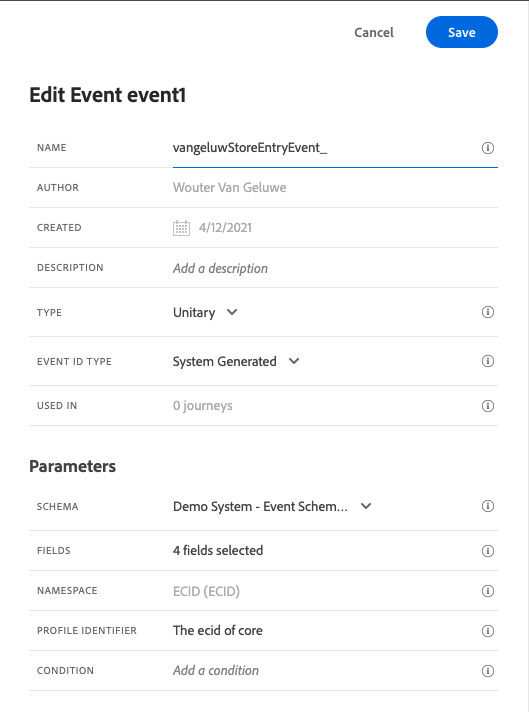 Cancel Save
Edit Event event1
NAME vangeluwStoreEntryEvent_
AUTHOR Wouter Van Geluwe
CREATED 4/12/2021
DESCRIPTION Add a description
TYPE Unitary
EVENT ID TYPE System Generated
USED IN 0 journeys
Parameters
SCHEMA Demo System - Event Schem...
FIELDS 4 fields selected
NAMESPACE ECID (ECID)
PROFILE IDENTIFIER The ecid of core
CONDITION Add a condition